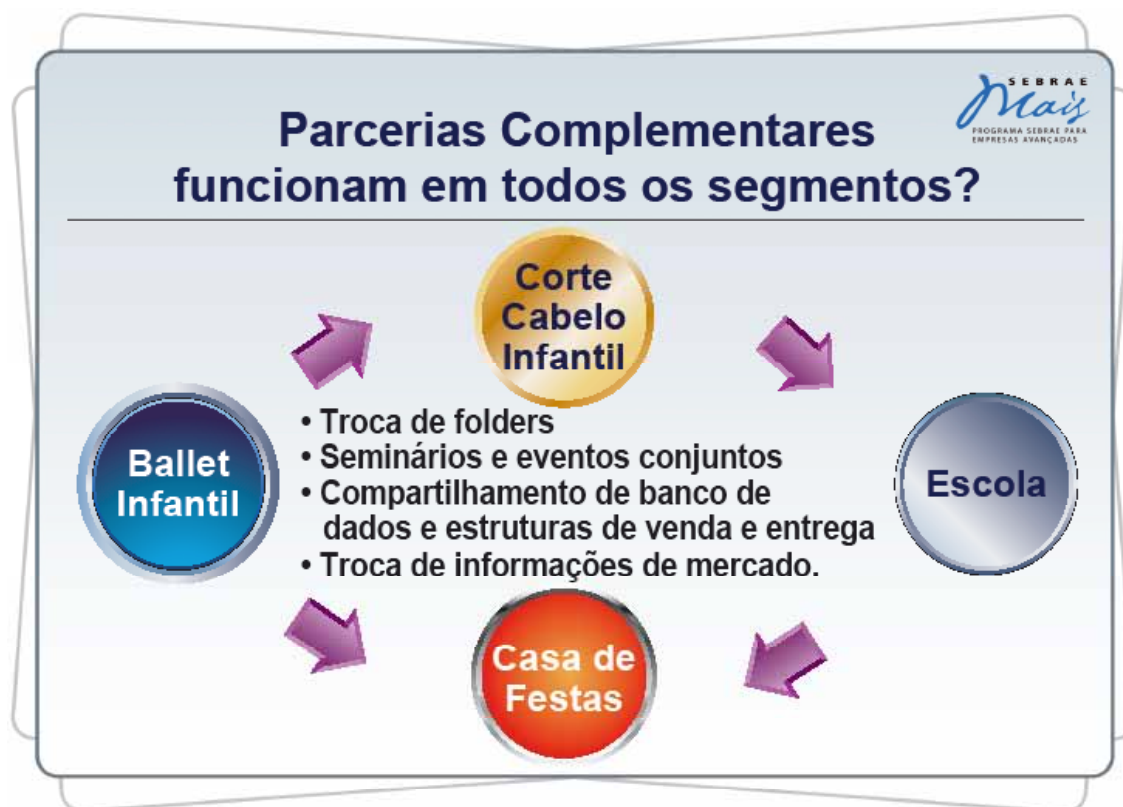 SEBRAE
Mais
PROGRAMA SEBRAE PARA
EMPRESAS AVANÇADAS
Parcerias Complementares
funcionam em todos os segmentos?
Corte
Cabelo
Infantil
Ballet
Infantil
• Troca de folders
• Seminários e eventos conjuntos
• Compartilhamento de banco de
dados e estruturas de venda e entrega
• Troca de informações de mercado.
Escola
Casa de
Festas